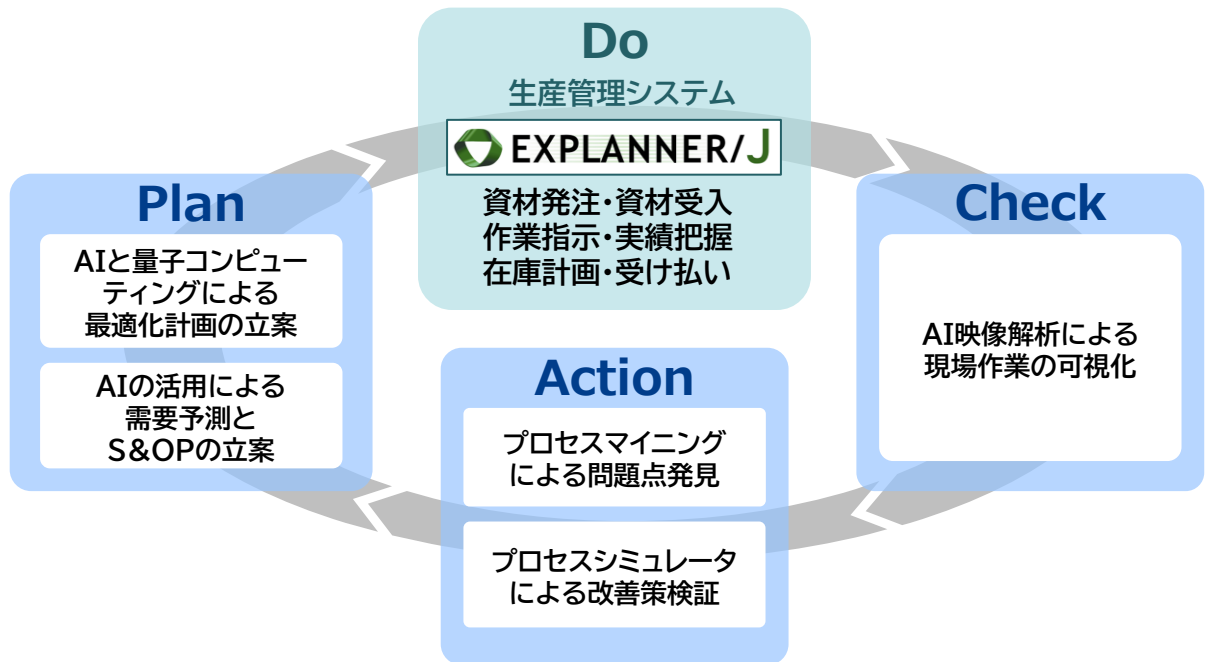 Do
生産管理システム
EXPLANNER/J
資材発注・資材受入
作業指示・実績把握
在庫計画・受け払い
Plan
AIと量子コンピュー
ティングによる
最適化計画の立案
AIの活用による
需要予測と
S&OPの立案
Check
AI映像解析による
現場作業の可視化
Action
プロセスマイニング
による問題点発見
プロセスシミュレータ
による改善策検証